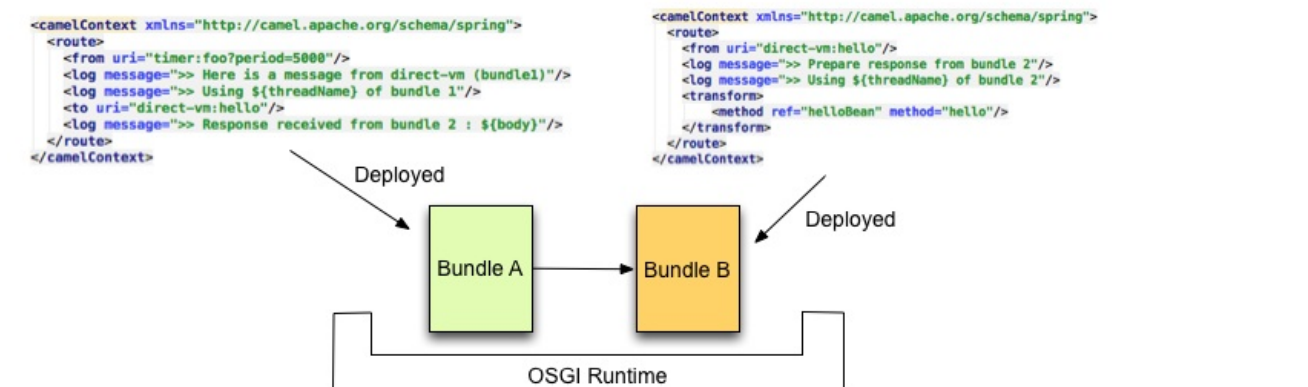 <camelContext xmlns="http://camel.apache.org/schema/spring">
<route>
<from uri="timer:foo?period=5000"/>
<log message=">> Here is a message from direct-vm (bundle1)"/>
<log message=">> Using ${threadName} of bundle 1"/>
<to uri="direct-vm:hello"/>
<log message=">> Response received from bundle 2 : ${body}"/>
</route>
</camelContext>
<camelContext xmlns="http://camel.apache.org/schema/spring">
<route>
<from uri="direct-vm:hello"/>
<log message=">> Prepare response from bundle 2"/>
<log message=">> Using ${threadName} of bundle 2"/>
<transform>
<method ref="helloBean" method="hello"/>
</transform>
</route>
</camelContext>
Deployed
Deployed
Bundle A
Bundle B
OSGI Runtime